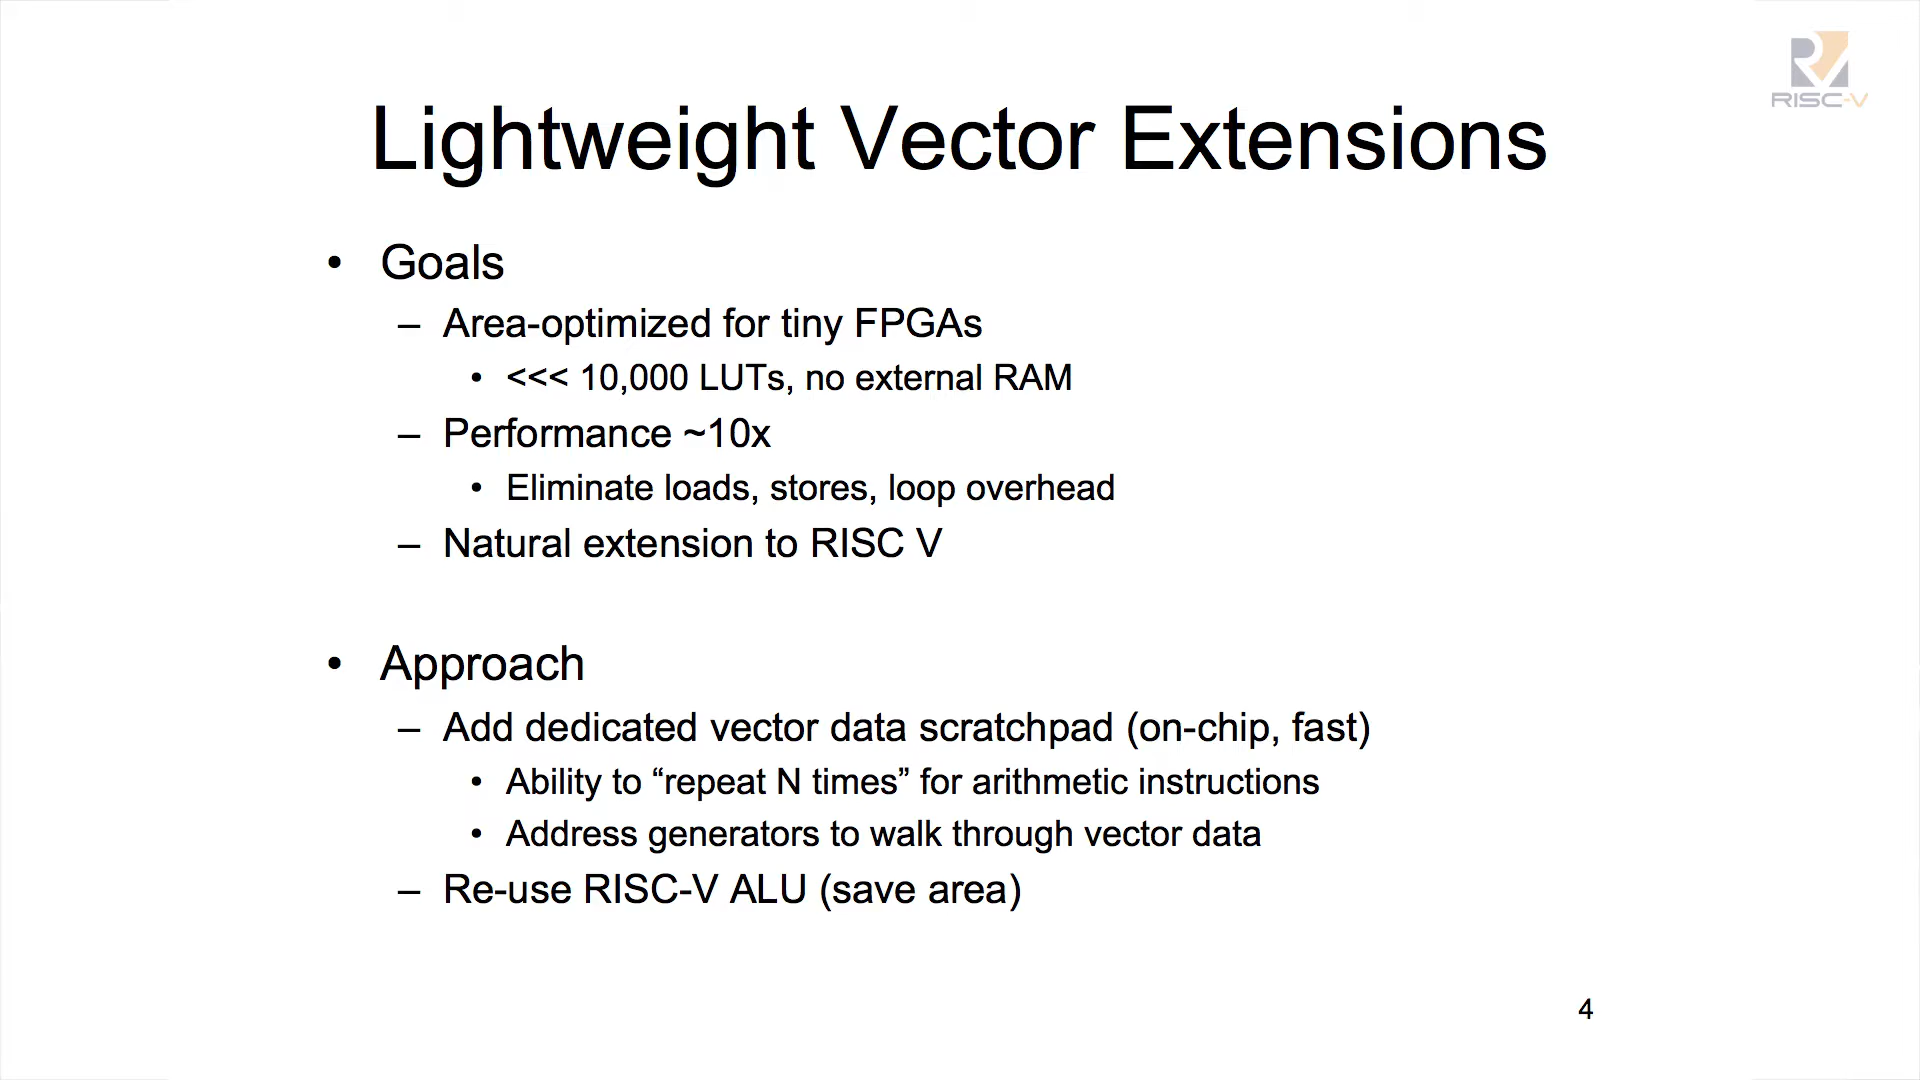 RISC-V
Lightweight Vector Extensions
• Goals
– Area-optimized for tiny FPGAs
• <<< 10,000 LUTs, no external RAM
– Performance ~10x
• Eliminate loads, stores, loop overhead
– Natural extension to RISC V
• Approach
– Add dedicated vector data scratchpad (on-chip, fast)
• Ability to “repeat N times” for arithmetic instructions
• Address generators to walk through vector data
– Re-use RISC-V ALU (save area)
4